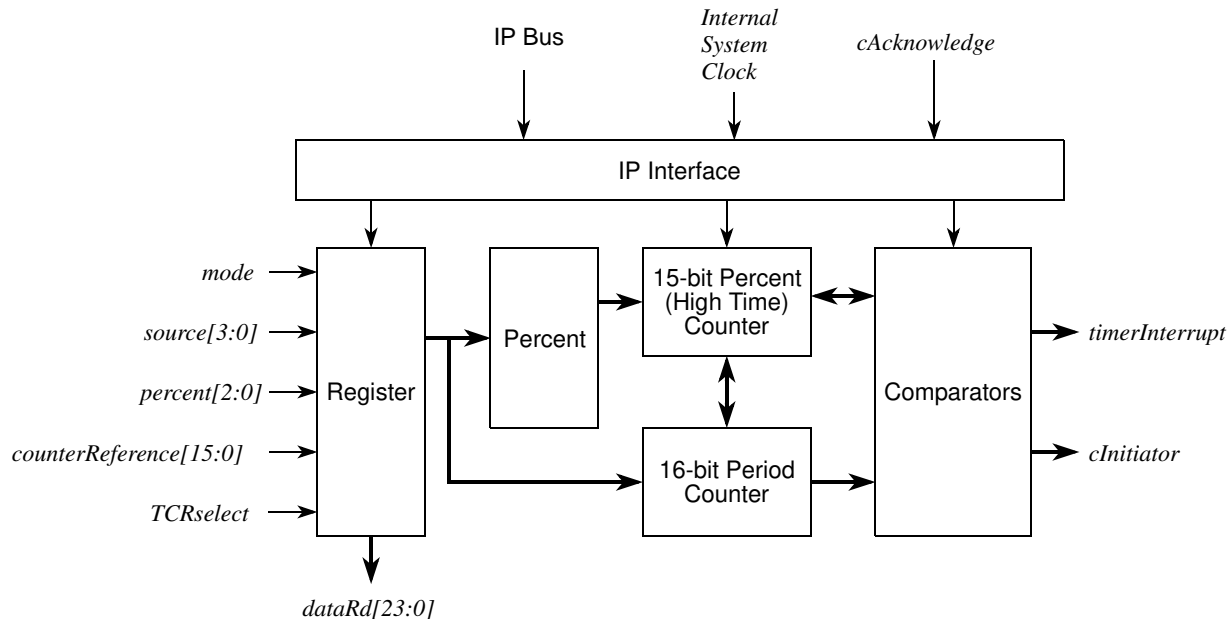 IP Bus
Internal
System
Clock
cAcknowledge
IP Interface
mode
source[3:0]
percent[2:0]
counterReference[15:0]
TCRselect
Register
Percent
15-bit Percent
(High Time)
Counter
16-bit Period
Counter
Comparators
timerInterrupt
cInitiator
dataRd[23:0]